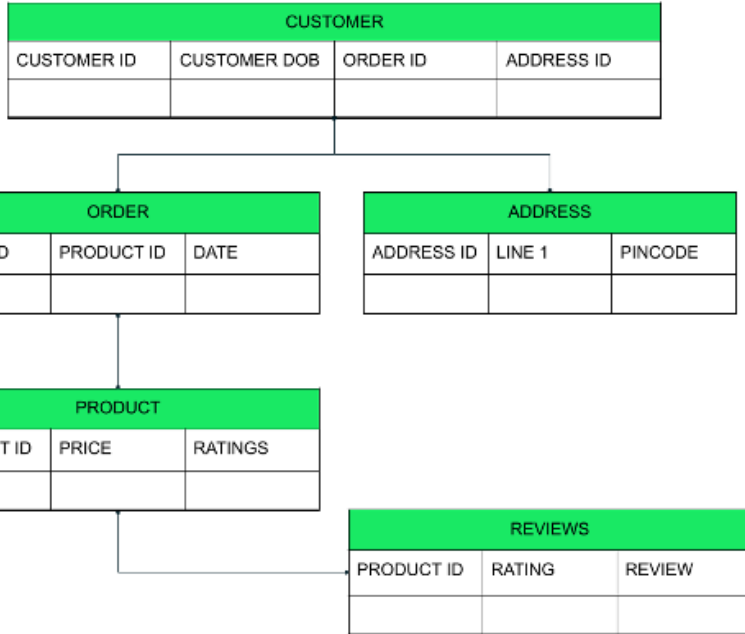 CUSTOMER
CUSTOMER ID CUSTOMER DOB ORDER ID ADDRESS ID
ORDER
D PRODUCT ID DATE
ADDRESS
ADDRESS ID LINE 1 PINCODE
PRODUCT
T ID PRICE RATINGS
REVIEWS
PRODUCT ID RATING REVIEW